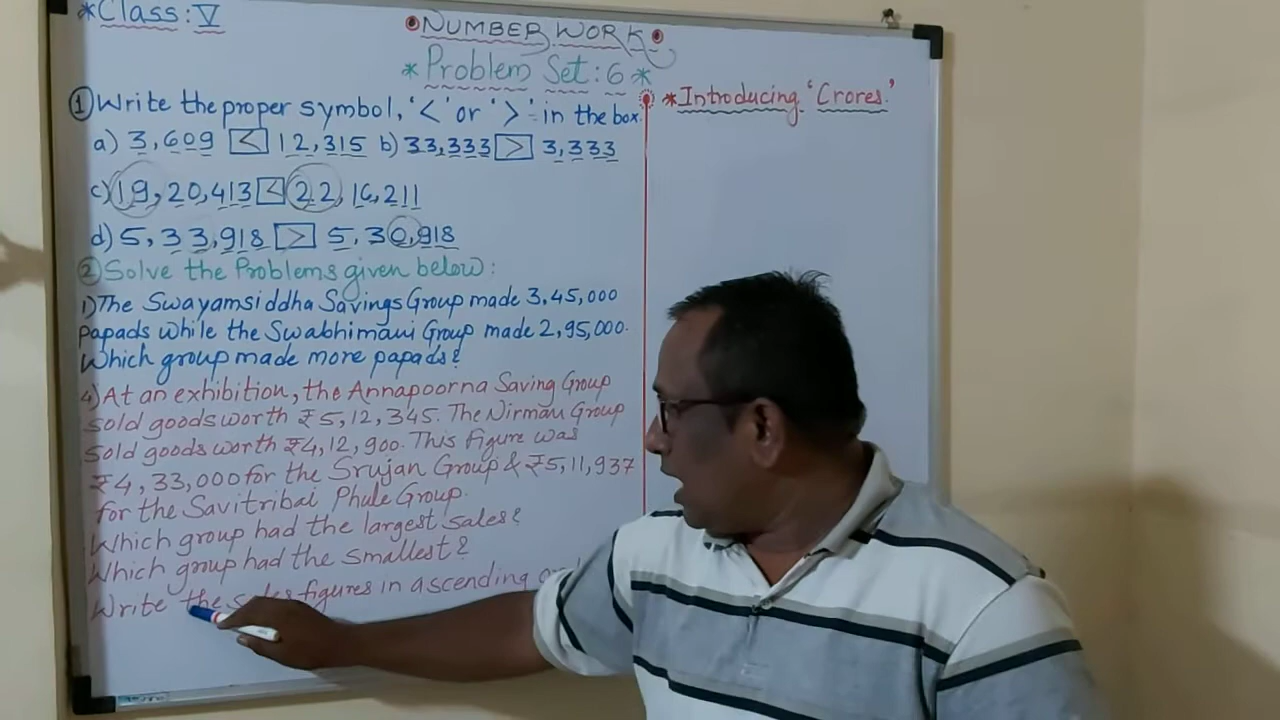 *Class: V
NUMBER WORK
* Problem Set: 6 *
① Write the proper symbol, '<' or '>' in the box.
a) 3,609 < 12,315 b) 33,333 > 3,333
c) 19,20,413 < 22,16,211
d) 5,33,918 > 5,30,918
② Solve the Problems given below:
1) The Swayamsiddha Savings Group made 3,45,000
papads while the Swabhimani Group made 2,95,000.
Which group made more papads?
4) At an exhibition, the Annapoorna Saving Group
sold goods worth ₹5,12,345. The Nirman Group
sold goods worth ₹4,12,900. This figure was
₹4,33,000 for the Srujan Group & ₹5,11,937
for the Savitribai Phule Group.
Which group had the largest sales?
Which group had the smallest?
Write the sales figures in ascending
* Introducing 'Crores.'